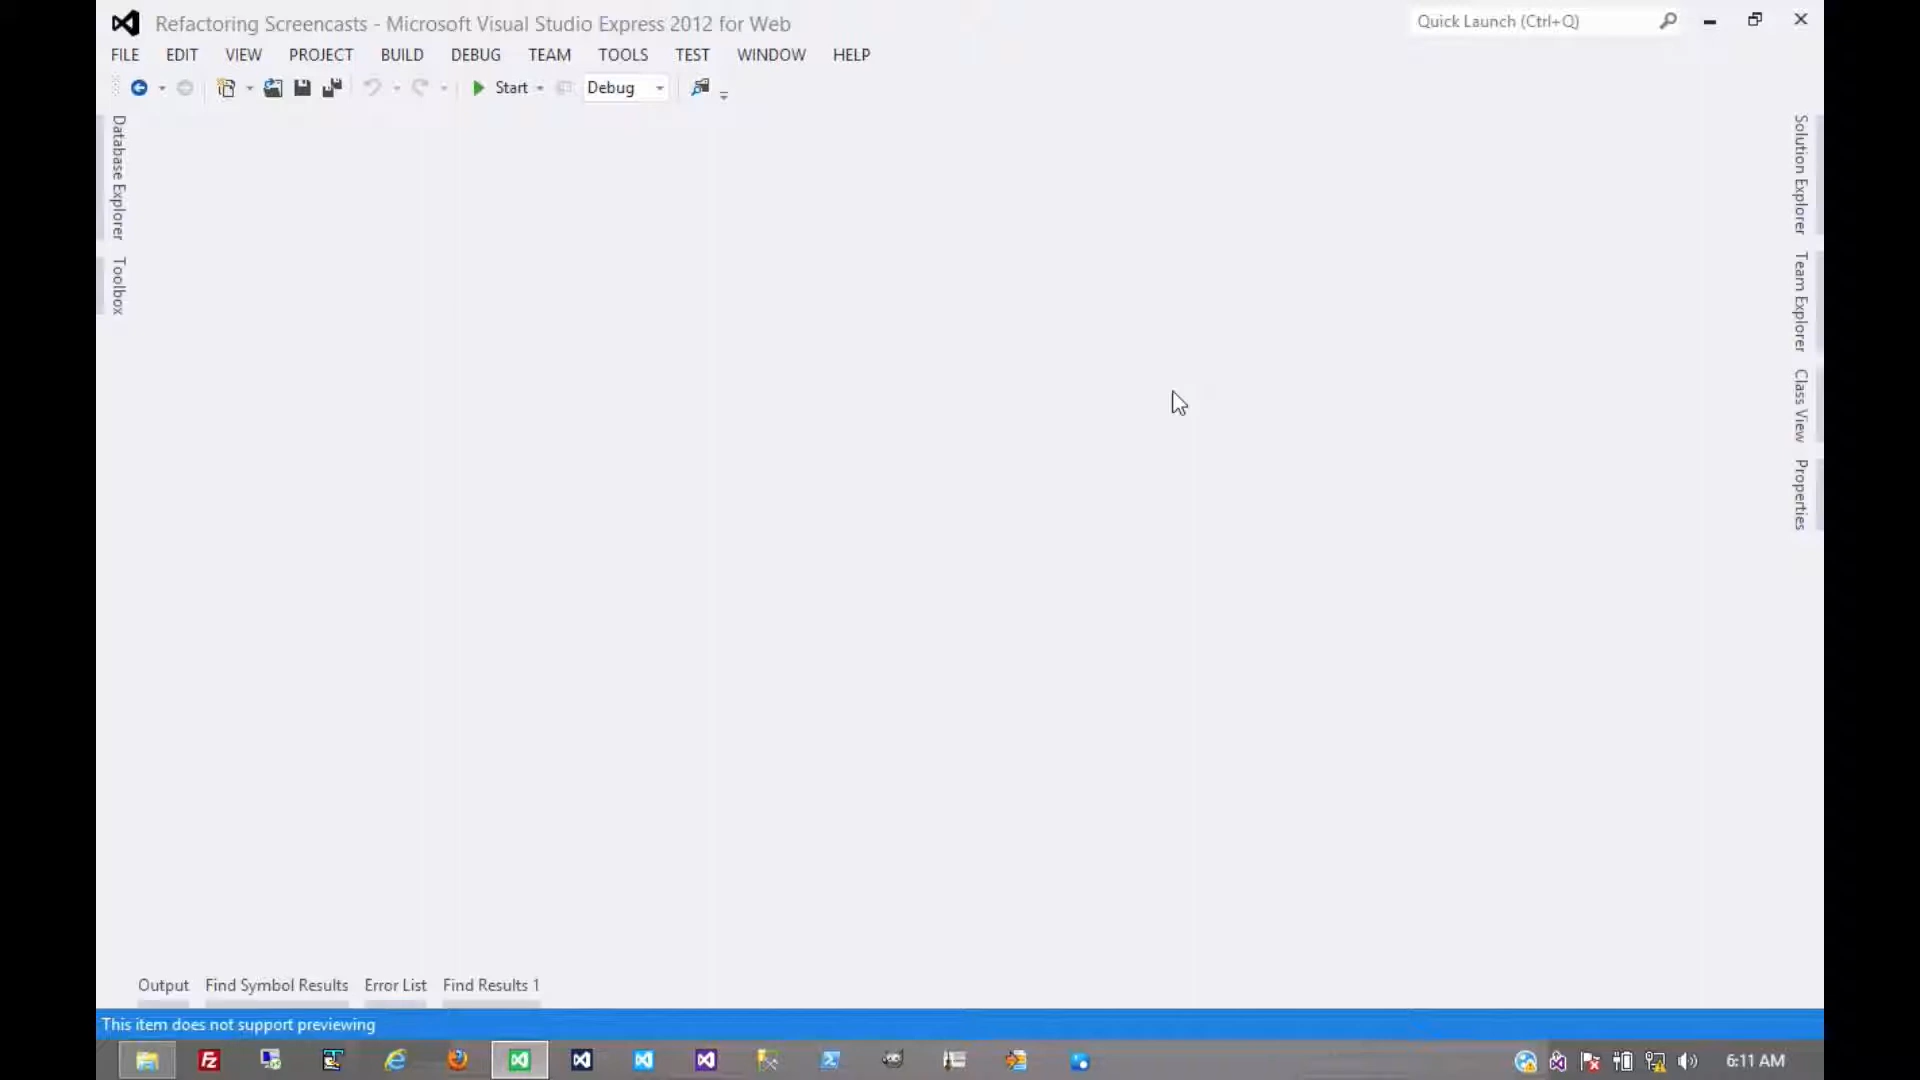 Refactoring Screencasts - Microsoft Visual Studio Express 2012 for Web
Quick Launch (Ctrl+Q)
FILE EDIT VIEW PROJECT BUILD DEBUG TEAM TOOLS TEST WINDOW HELP
Start Debug
Database Explorer
Toolbox
Solution Explorer
Team Explorer
Class View
Properties
Output Find Symbol Results Error List Find Results 1
This item does not support previewing
6:11 AM